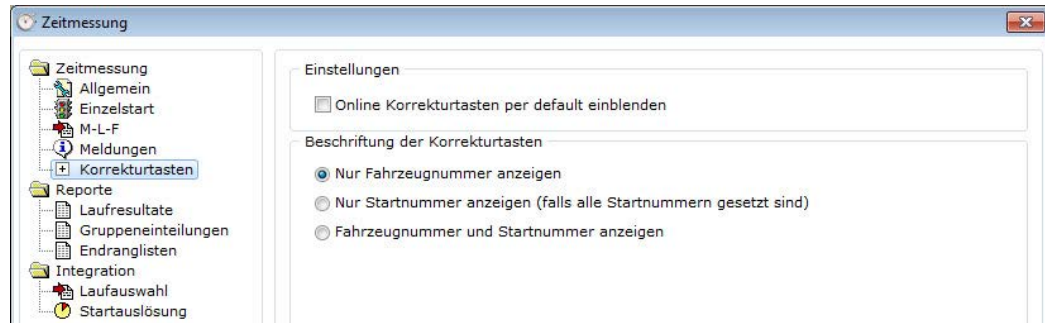 Zeitmessung
Zeitmessung
Allgemein
Einzelstart
M-L-F
Meldungen
Korrekturtasten
Reporte
Laufresultate
Gruppeneinteilungen
Endranglisten
Integration
Laufauswahl
Startauslösung
Einstellungen
Online Korrekturtasten per default einblenden
Beschriftung der Korrekturtasten
Nur Fahrzeugnummer anzeigen
Nur Startnummer anzeigen (falls alle Startnummern gesetzt sind)
Fahrzeugnummer und Startnummer anzeigen